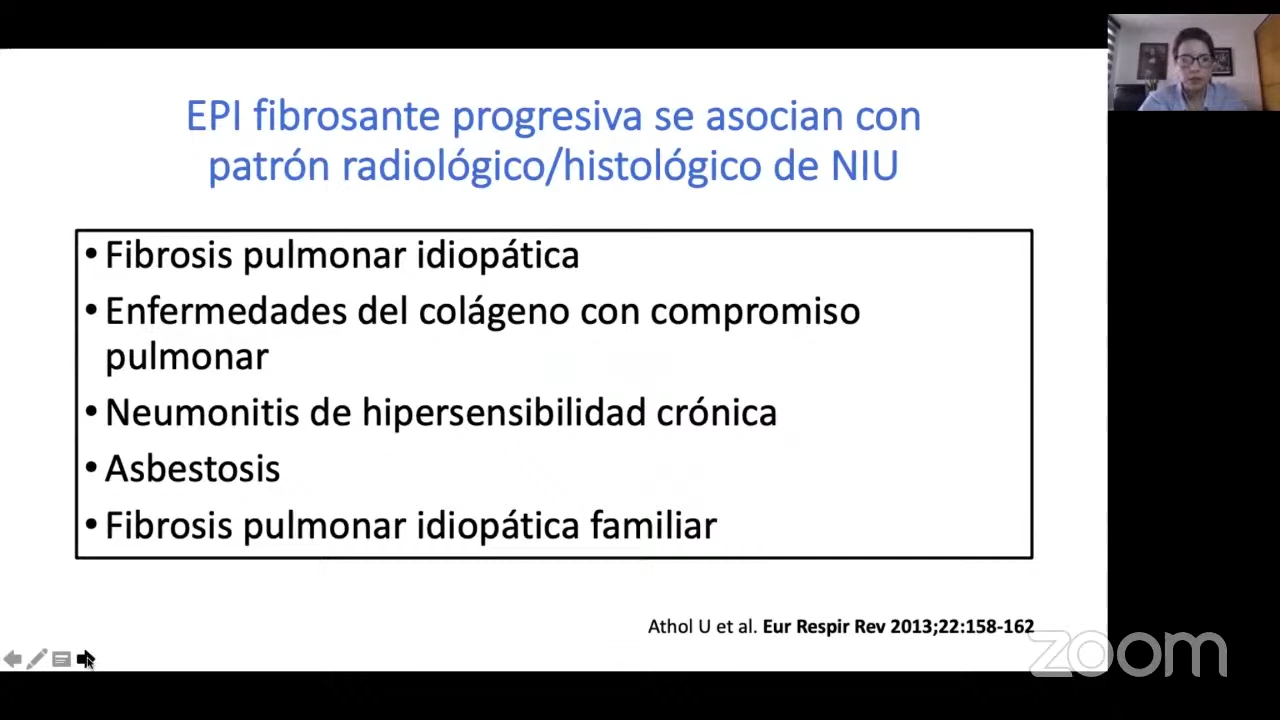 EPI fibrosante progresiva se asocian con
patrón radiológico/histológico de NIU
• Fibrosis pulmonar idiopática
• Enfermedades del colágeno con compromiso
pulmonar
• Neumonitis de hipersensibilidad crónica
• Asbestosis
• Fibrosis pulmonar idiopática familiar
Athol U et al. Eur Respir Rev 2013;22:158-162
zoom